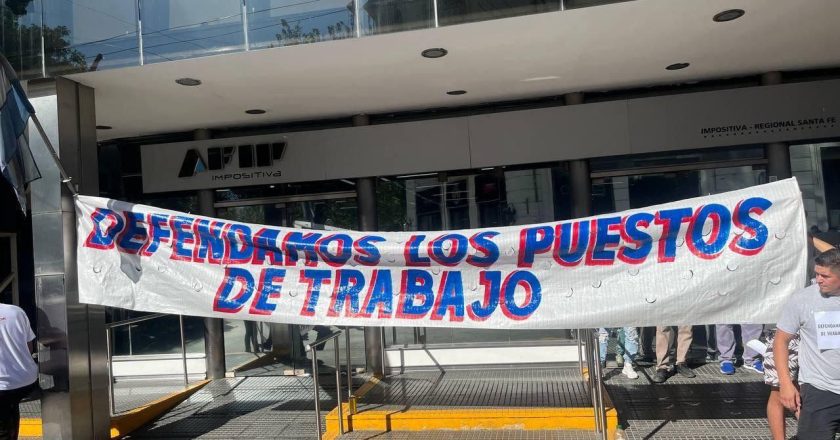 AFIP
IMPOSITIVA
IMPOSITIVA - REGIONAL SANTA FE
DEFENDAMOS LOS PUESTOS
DE TRABAJO